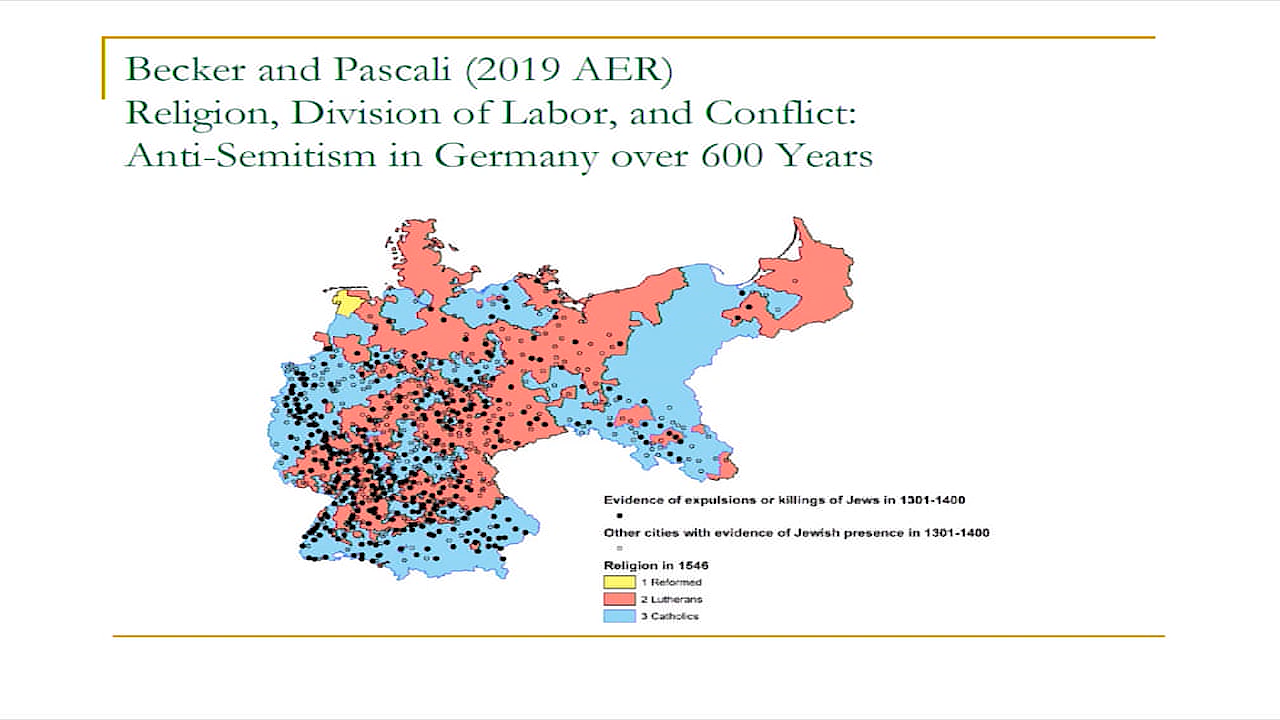 Becker and Pascali (2019 AER)
Religion, Division of Labor, and Conflict:
Anti-Semitism in Germany over 600 Years
Evidence of expulsions or killings of Jews in 1301-1400
Other cities with evidence of Jewish presence in 1301-1400
Religion in 1546
1 Reformed
2 Lutherans
3 Catholics